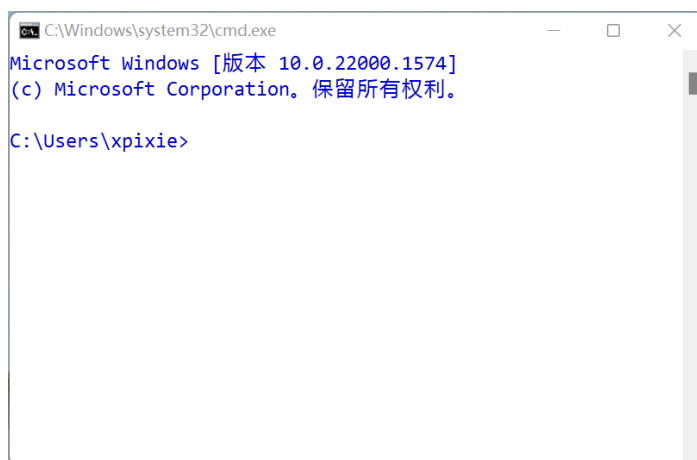 C:\Windows\system32\cmd.exe
Microsoft Windows [版本 10.0.22000.1574]
(c) Microsoft Corporation。保留所有权利。
C:\Users\xpixie>